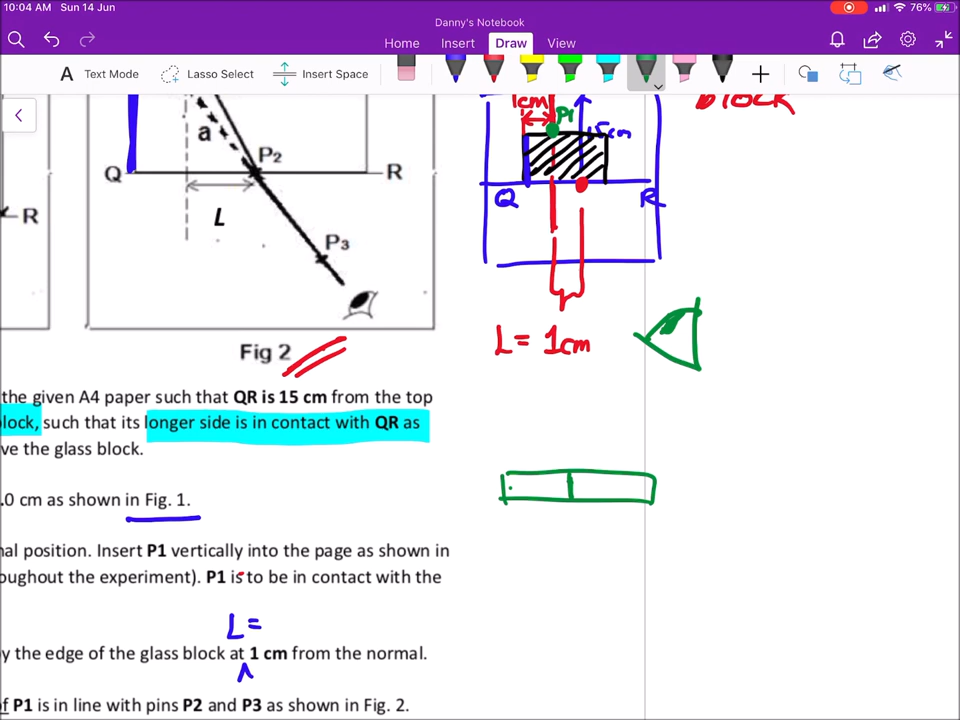 10:04 AM Sun 14 Jun
76%
Danny's Notebook
Home Insert Draw View
A Text Mode Lasso Select Insert Space
1cm
P1
block
a
P2
15cm
Q R
R
Q R
L
P3
L = 1cm
Fig 2
the given A4 paper such that QR is 15 cm from the top
lock, such that its longer side is in contact with QR as
ve the glass block.
.0 cm as shown in Fig. 1.
nal position. Insert P1 vertically into the page as shown in
oughout the experiment). P1 is to be in contact with the
L =
y the edge of the glass block at 1 cm from the normal.
of P1 is in line with pins P2 and P3 as shown in Fig. 2.